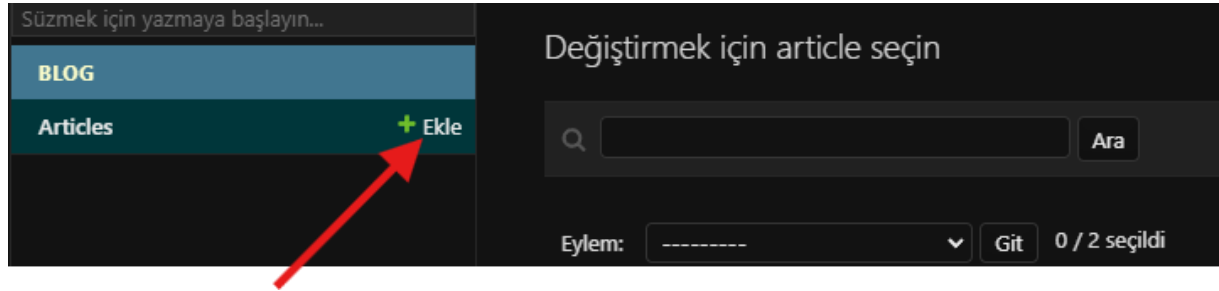 Süzmek için yazmaya başlayın...
BLOG
Articles + Ekle
Değiştirmek için article seçin
Ara
Eylem: --------- Git 0 / 2 seçildi